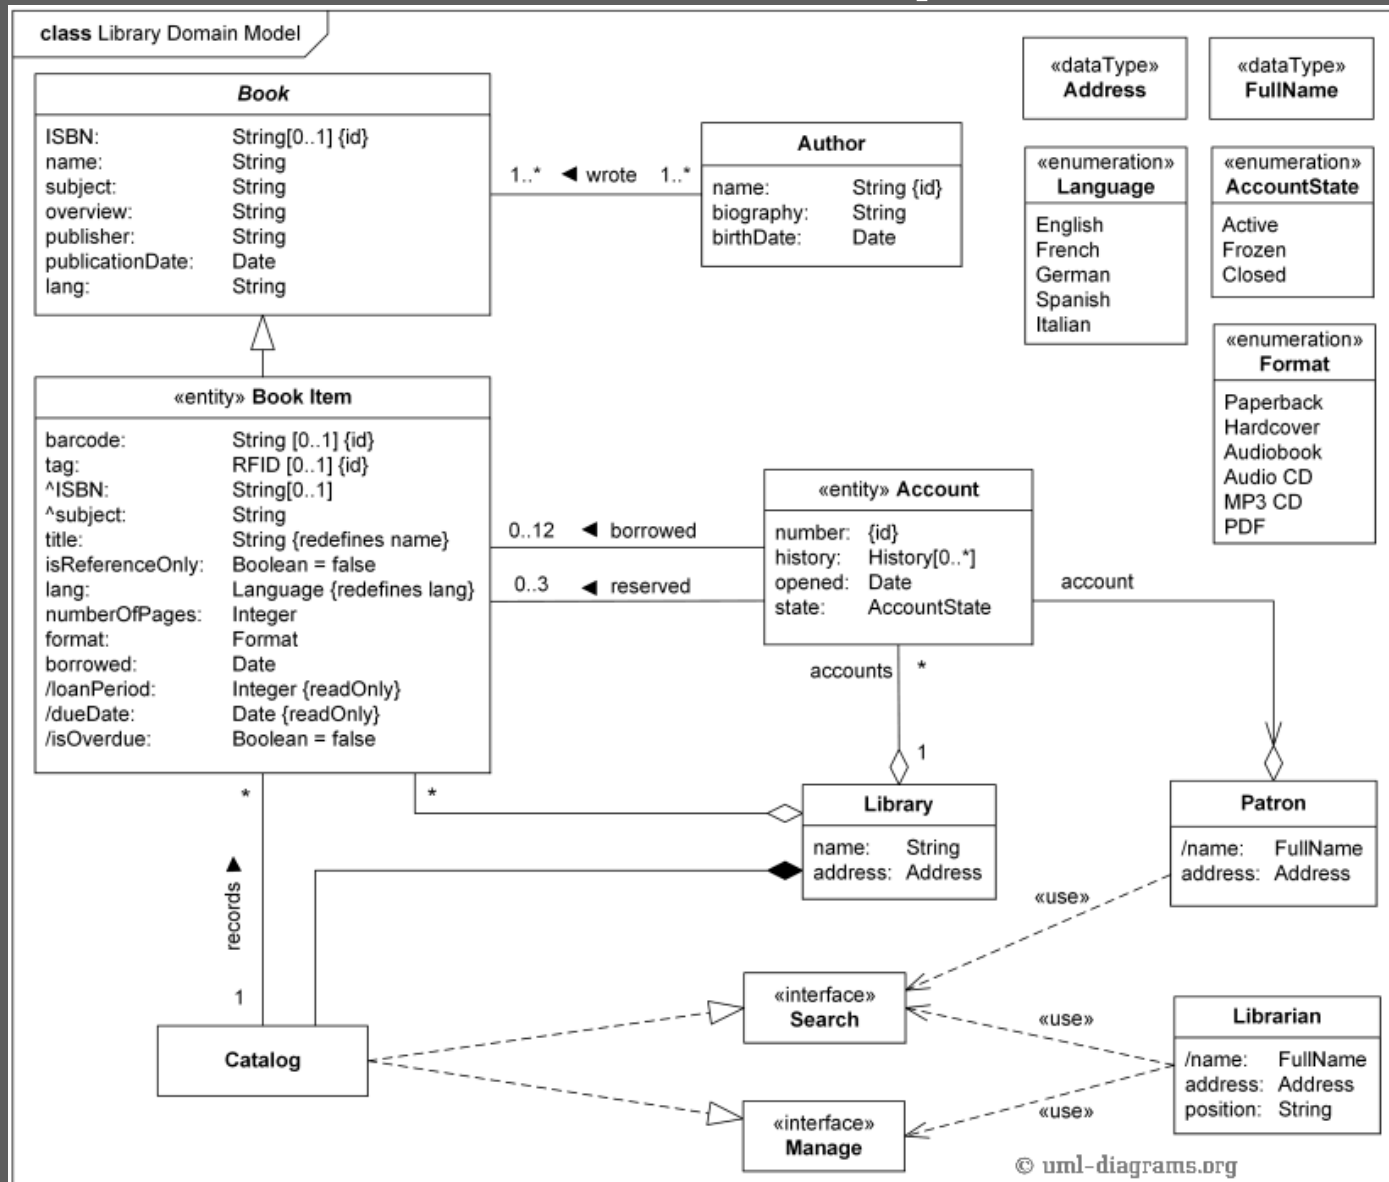 class Library Domain Model
Book
ISBN: String[0..1] {id}
name: String
subject: String
overview: String
publisher: String
publicationDate: Date
lang: String
1..* ◄ wrote 1..*
Author
name: String {id}
biography: String
birthDate: Date
«dataType»
Address
«dataType»
FullName
«enumeration»
Language
English
French
German
Spanish
Italian
«enumeration»
AccountState
Active
Frozen
Closed
«enumeration»
Format
Paperback
Hardcover
Audiobook
Audio CD
MP3 CD
PDF
«entity» Book Item
barcode: String [0..1] {id}
tag: RFID [0..1] {id}
^ISBN: String[0..1]
^subject: String
title: String {redefines name}
isReferenceOnly: Boolean = false
lang: Language {redefines lang}
numberOfPages: Integer
format: Format
borrowed: Date
/loanPeriod: Integer {readOnly}
/dueDate: Date {readOnly}
/isOverdue: Boolean = false
0..12 ◄ borrowed
0..3 ◄ reserved
«entity» Account
number: {id}
history: History[0..*]
opened: Date
state: AccountState
account
accounts *
1
* *
Library
name: String
address: Address
Patron
/name: FullName
address: Address
records ►
1
Catalog
«use»
«interface»
Search
«use»
«use»
«interface»
Manage
Librarian
/name: FullName
address: Address
position: String
© uml-diagrams.org